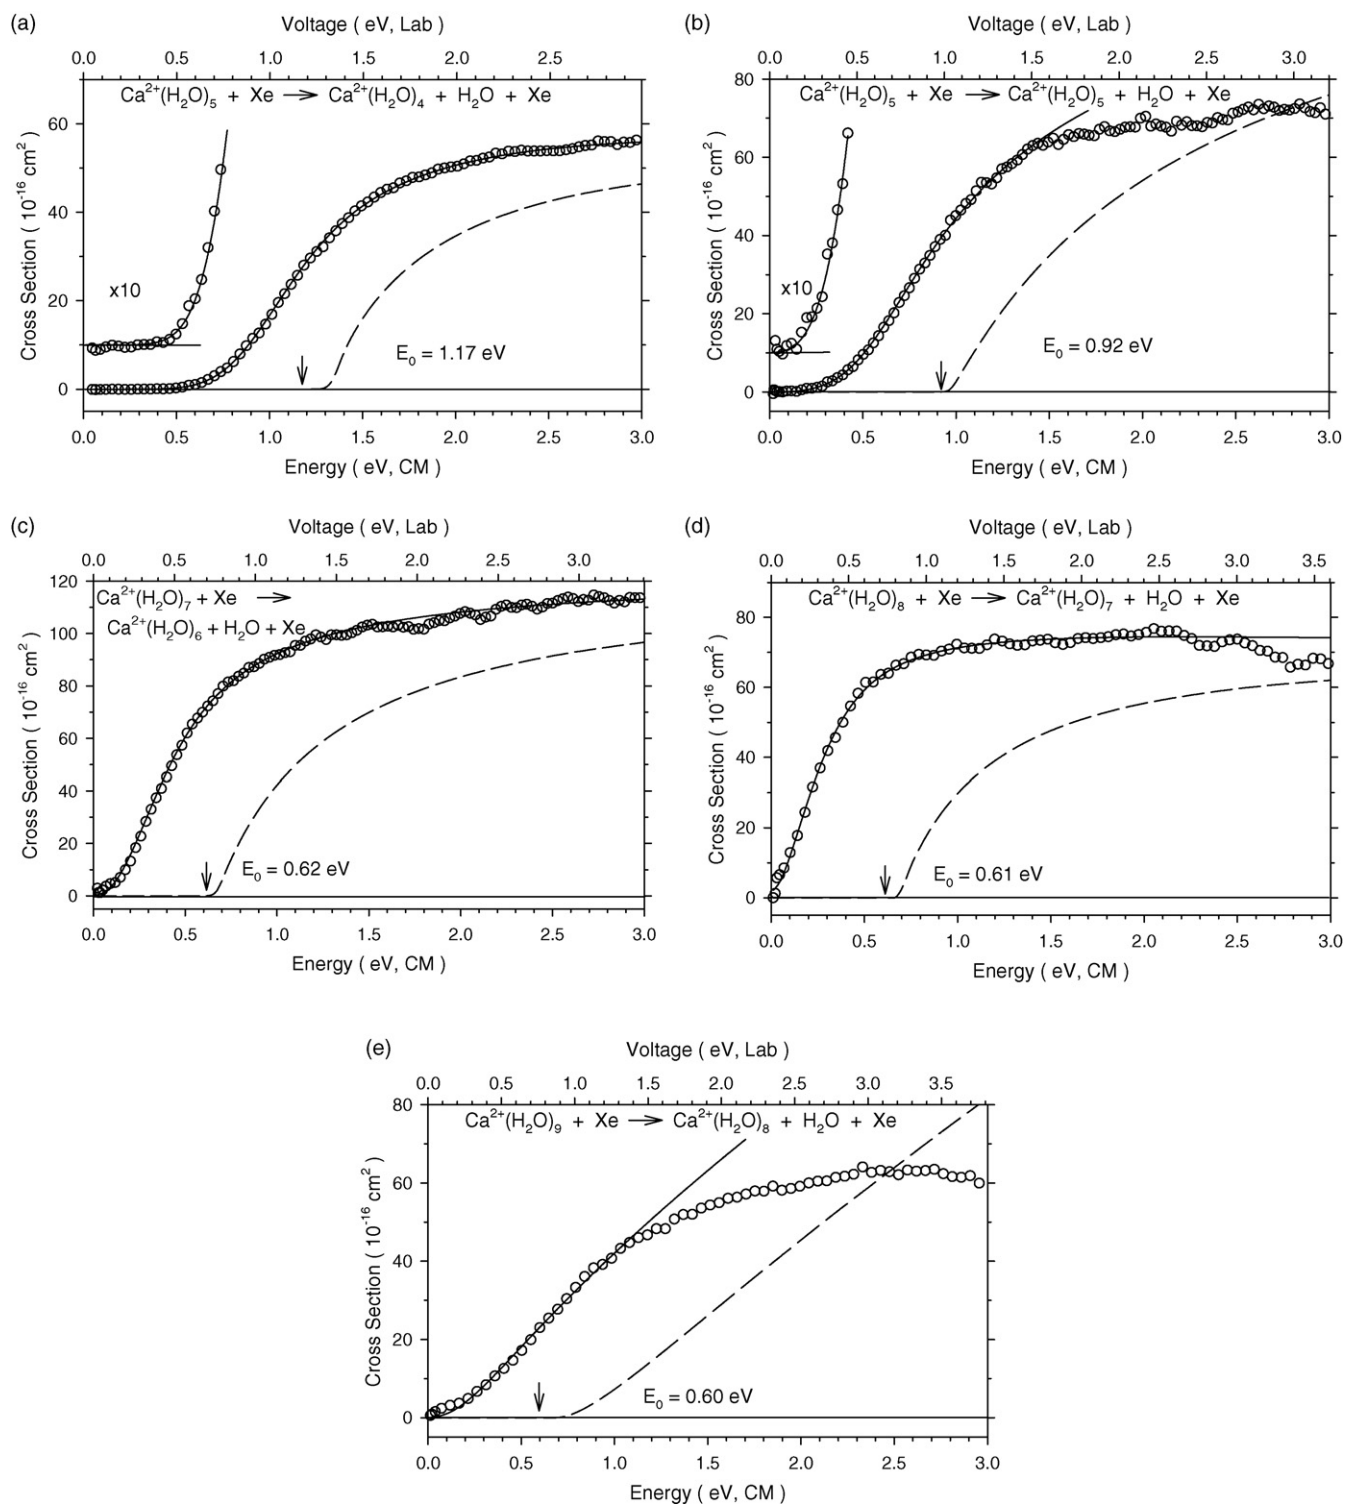 (a)
Voltage ( eV, Lab )
0.0 0.5 1.0 1.5 2.0 2.5
Ca²⁺(H₂O)₅ + Xe → Ca²⁺(H₂O)₄ + H₂O + Xe
Cross Section ( 10⁻¹⁶ cm² )
60
40
20
0
x10
E₀ = 1.17 eV
0.0 0.5 1.0 1.5 2.0 2.5 3.0
Energy ( eV, CM )
(b)
Voltage ( eV, Lab )
0.0 0.5 1.0 1.5 2.0 2.5 3.0
Ca²⁺(H₂O)₅ + Xe → Ca²⁺(H₂O)₅ + H₂O + Xe
Cross Section ( 10⁻¹⁶ cm² )
80
60
40
20
0
x10
E₀ = 0.92 eV
0.0 0.5 1.0 1.5 2.0 2.5 3.0
Energy ( eV, CM )
(c)
Voltage ( eV, Lab )
0.0 0.5 1.0 1.5 2.0 2.5 3.0
Ca²⁺(H₂O)₇ + Xe →
Ca²⁺(H₂O)₆ + H₂O + Xe
Cross Section ( 10⁻¹⁶ cm² )
120
100
80
60
40
20
0
E₀ = 0.62 eV
0.0 0.5 1.0 1.5 2.0 2.5 3.0
Energy ( eV, CM )
(d)
Voltage ( eV, Lab )
0.0 0.5 1.0 1.5 2.0 2.5 3.0 3.5
Ca²⁺(H₂O)₈ + Xe → Ca²⁺(H₂O)₇ + H₂O + Xe
Cross Section ( 10⁻¹⁶ cm² )
80
60
40
20
0
E₀ = 0.61 eV
0.0 0.5 1.0 1.5 2.0 2.5 3.0
Energy ( eV, CM )
(e)
Voltage ( eV, Lab )
0.0 0.5 1.0 1.5 2.0 2.5 3.0 3.5
Ca²⁺(H₂O)₉ + Xe → Ca²⁺(H₂O)₈ + H₂O + Xe
Cross Section ( 10⁻¹⁶ cm² )
80
60
40
20
0
E₀ = 0.60 eV
0.0 0.5 1.0 1.5 2.0 2.5 3.0
Energy ( eV, CM )